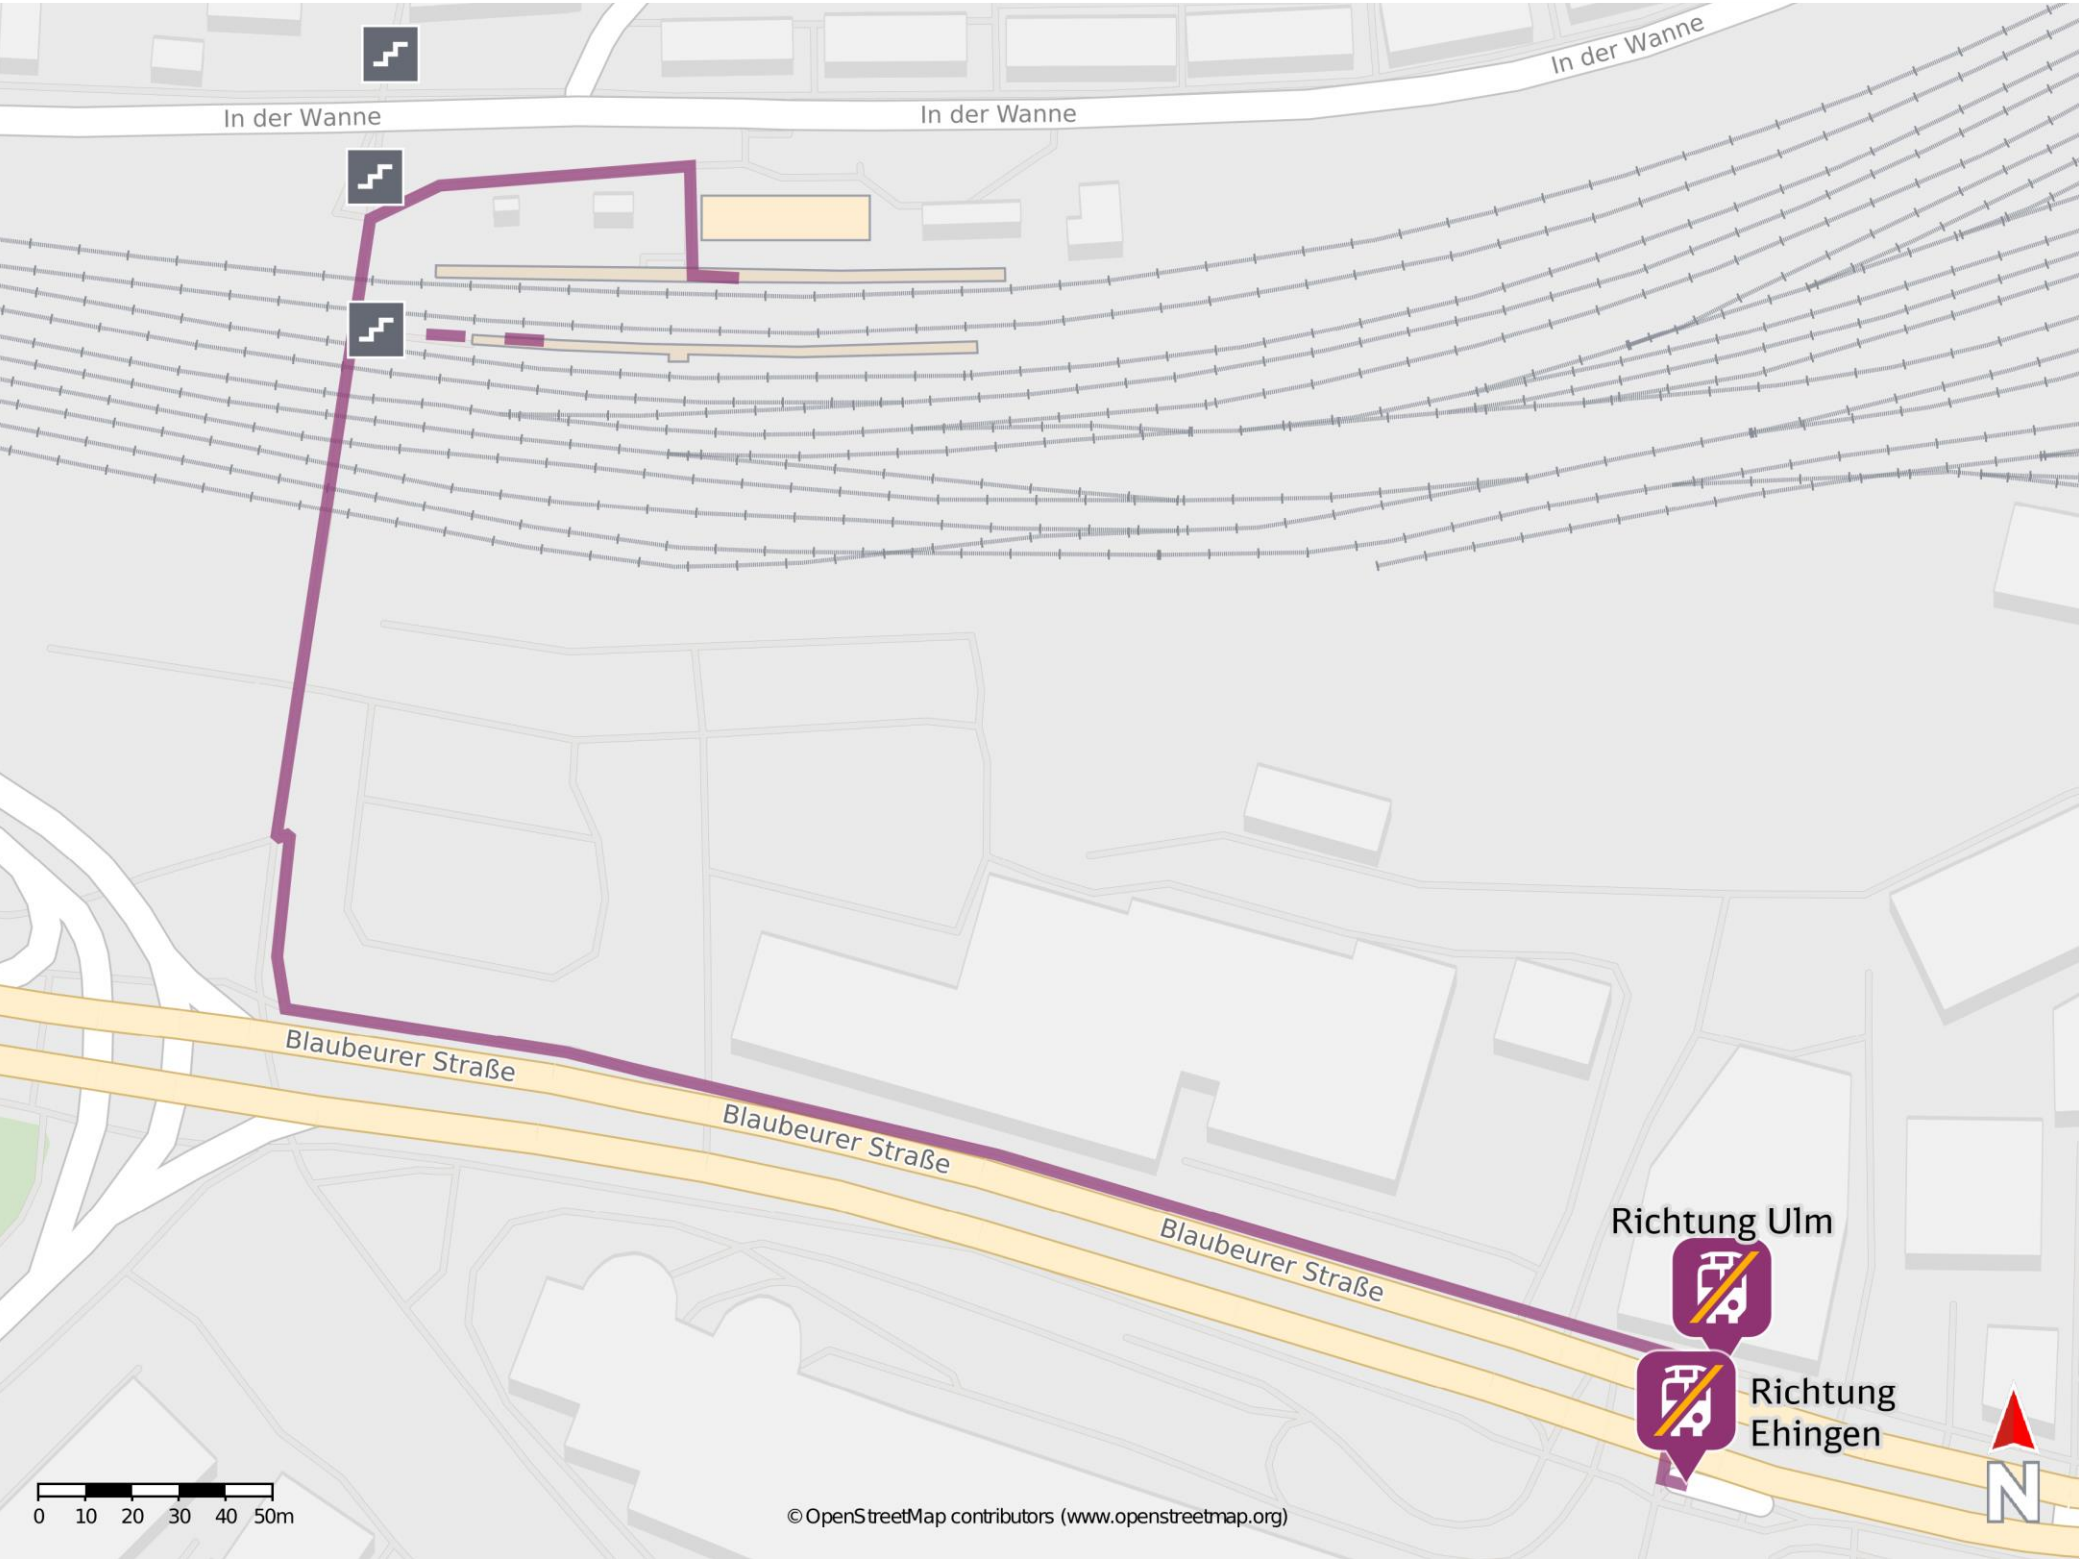 In der Wanne
In der Wanne
In der Wanne
Blaubeurer Straße
Blaubeurer Straße
Blaubeurer Straße
Richtung Ulm
Richtung
Ehingen
N
0 10 20 30 40 50m
© OpenStreetMap contributors (www.openstreetmap.org)